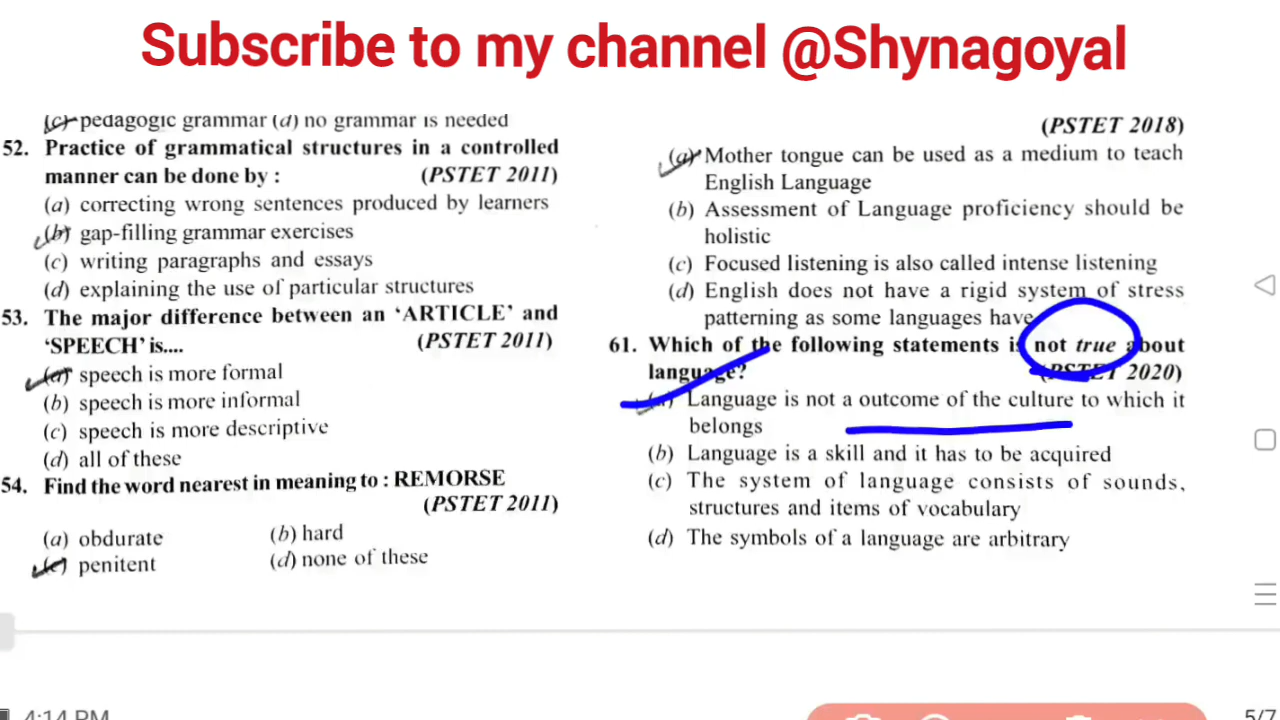 Subscribe to my channel @Shynagoyal
(c) pedagogic grammar (d) no grammar is needed
52. Practice of grammatical structures in a controlled
manner can be done by : (PSTET 2011)
(a) correcting wrong sentences produced by learners
(b) gap-filling grammar exercises
(c) writing paragraphs and essays
(d) explaining the use of particular structures
53. The major difference between an ‘ARTICLE’ and
‘SPEECH’ is.... (PSTET 2011)
(a) speech is more formal
(b) speech is more informal
(c) speech is more descriptive
(d) all of these
54. Find the word nearest in meaning to : REMORSE
(PSTET 2011)
(a) obdurate (b) hard
(c) penitent (d) none of these
(PSTET 2018)
(a) Mother tongue can be used as a medium to teach
English Language
(b) Assessment of Language proficiency should be
holistic
(c) Focused listening is also called intense listening
(d) English does not have a rigid system of stress
patterning as some languages have
61. Which of the following statements is not true about
language? (PSTET 2020)
(a) Language is not a outcome of the culture to which it
belongs
(b) Language is a skill and it has to be acquired
(c) The system of language consists of sounds,
structures and items of vocabulary
(d) The symbols of a language are arbitrary
4:14 PM
5/7